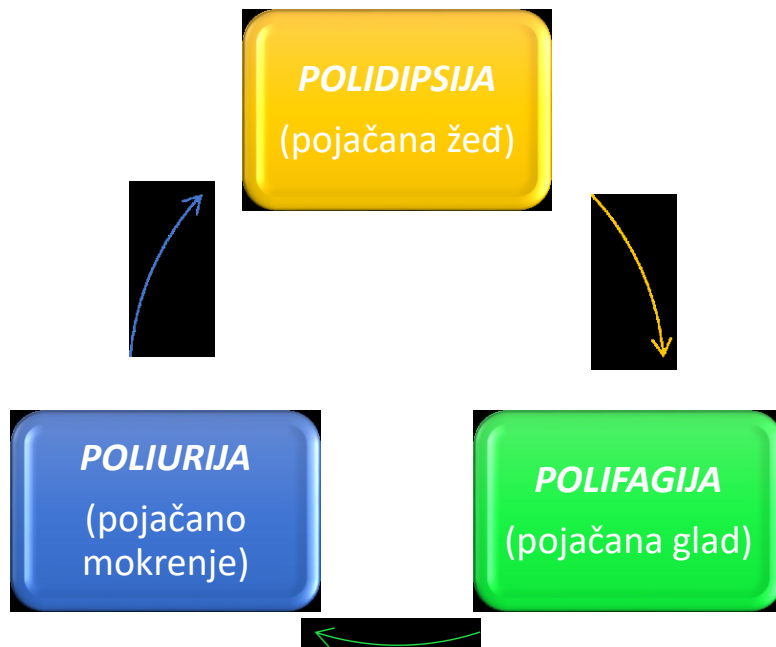 POLIDIPSIJA
(pojačana žeđ)
POLIURIJA
(pojačano
mokrenje)
POLIFAGIJA
(pojačana glad)